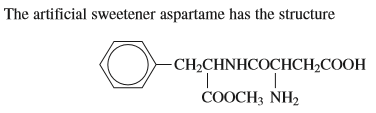 The artificial sweetener aspartame has the structure
CH₂CHNHCOCHCH₂COOH
COOCH₃ NH₂